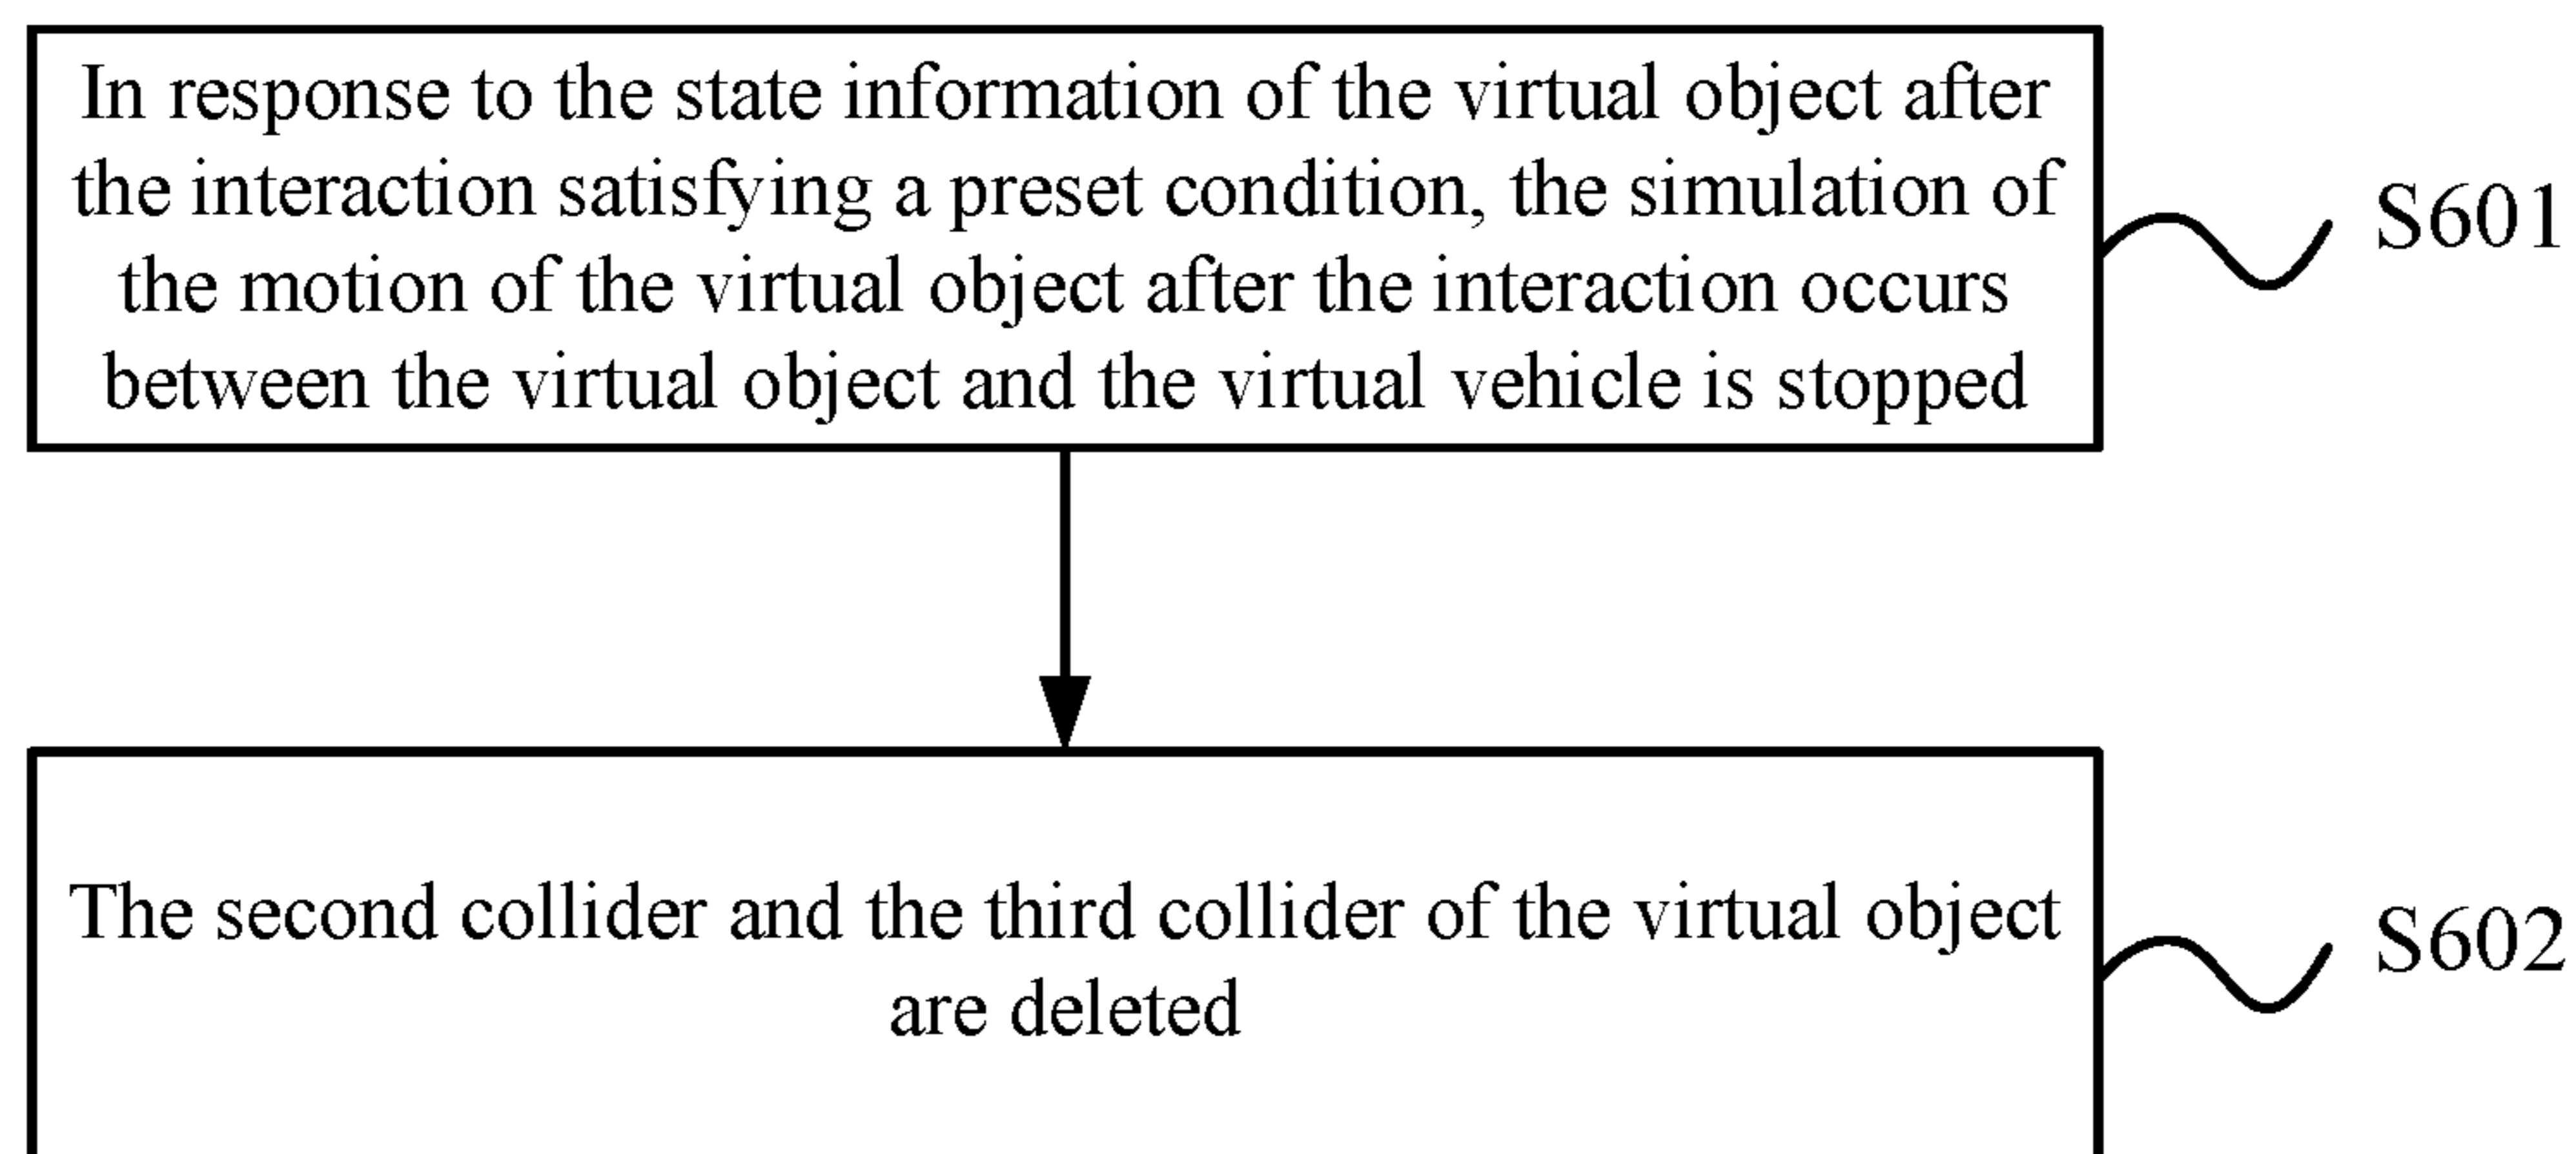 In response to the state information of the virtual object after
the interaction satisfying a preset condition, the simulation of
the motion of the virtual object after the interaction occurs
between the virtual object and the virtual vehicle is stopped
S601
The second collider and the third collider of the virtual object
are deleted
S602